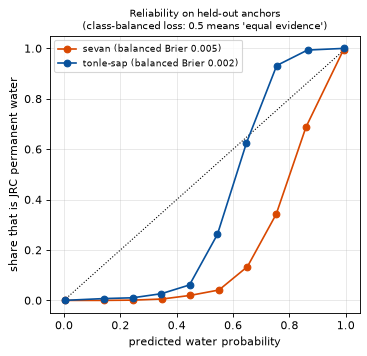 Reliability on held-out anchors
(class-balanced loss: 0.5 means 'equal evidence')
sevan (balanced Brier 0.005)
tonle-sap (balanced Brier 0.002)
share that is JRC permanent water
1.0
0.8
0.6
0.4
0.2
0.0
0.0 0.2 0.4 0.6 0.8 1.0
predicted water probability